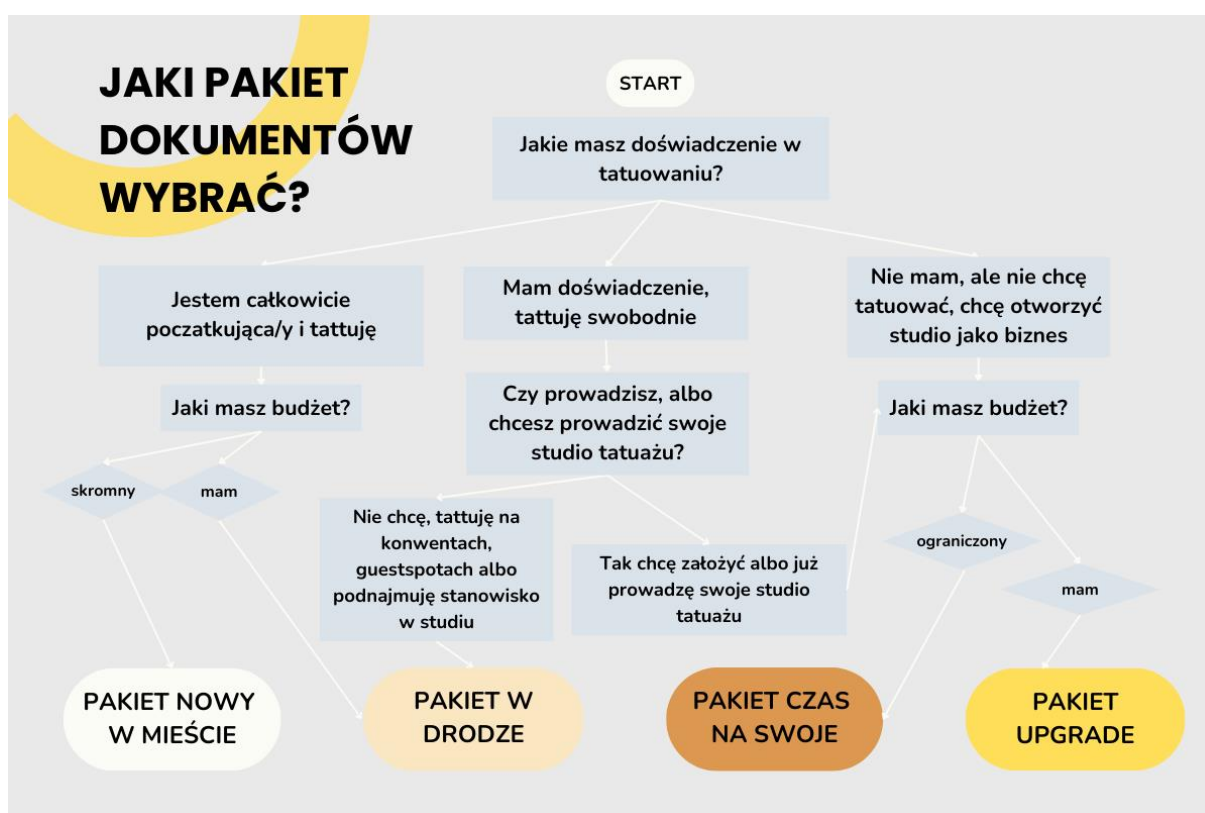 JAKI PAKIET
DOKUMENTÓW
WYBRAĆ?
START
Jakie masz doświadczenie w
tatuowaniu?
Jestem całkowicie
poczatkująca/y i tattuję
Mam doświadczenie,
tattuję swobodnie
Nie mam, ale nie chcę
tatuować, chcę otworzyć
studio jako biznes
Jaki masz budżet?
Czy prowadzisz, albo
chcesz prowadzić swoje
studio tatuażu?
Jaki masz budżet?
skromny
mam
Nie chcę, tattuję na
konwentach,
guestspotach albo
podnajmuję stanowisko
w studiu
Tak chcę założyć albo już
prowadzę swoje studio
tatuażu
ograniczony
mam
PAKIET NOWY
W MIEŚCIE
PAKIET W
DRODZE
PAKIET CZAS
NA SWOJE
PAKIET
UPGRADE